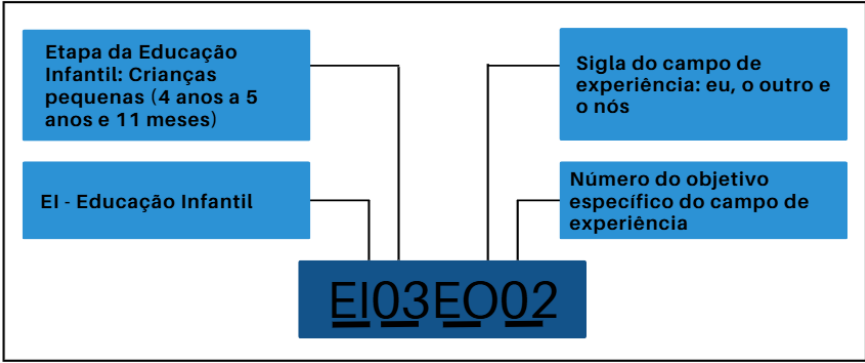 Etapa da Educação
Infantil: Crianças
pequenas (4 anos a 5
anos e 11 meses)
Sigla do campo de
experiência: eu, o outro e
o nós
EI - Educação Infantil
Número do objetivo
específico do campo de
experiência
EI03EO02